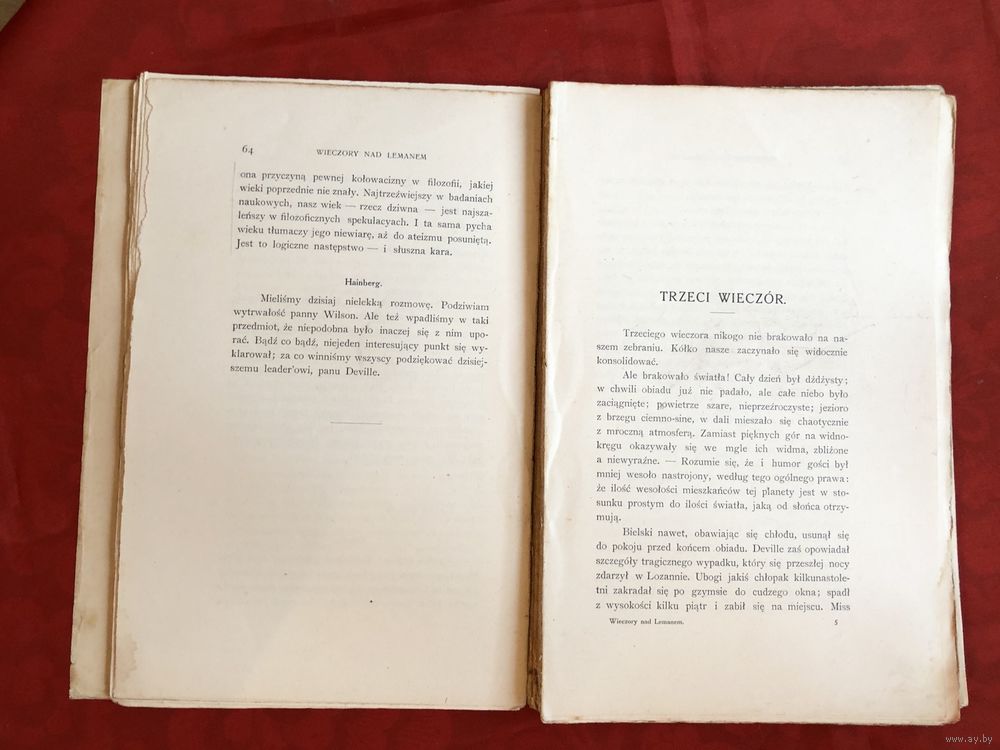 64
WIECZORY NAD LEMANEM
ona przyczyną pewnej kołowacizny w filozofii, jakiej
wieki poprzednie nie znały. Najtrzeźwiejszy w badaniach
naukowych, nasz wiek — rzecz dziwna — jest najsza-
leńszy w filozoficznych spekulacyach. I ta sama pycha
wieku tłumaczy jego niewiarę, aż do ateizmu posuniętą.
Jest to logiczne następstwo — i słuszna kara.
Hainberg.
Mieliśmy dzisiaj nielekką rozmowę. Podziwiam
wytrwałość panny Wilson. Ale też wpadliśmy w taki
przedmiot, że niepodobna było inaczej się z nim upo-
rać. Bądź co bądź, niejeden interesujący punkt się wy-
klarował; za co winniśmy wszyscy podziękować dzisiej-
szemu leader'owi, panu Deville.
TRZECI WIECZÓR.
Trzeciego wieczora nikogo nie brakowało na na-
szem zebraniu. Kółko nasze zaczynało się widocznie
konsolidować.
Ale brakowało światła! Cały dzień był dżdżysty;
w chwili obiadu już nie padało, ale całe niebo było
zaciągnięte; powietrze szare, nieprzeźroczyste; jezioro
z brzegu ciemno-sine, w dali mieszało się chaotycznie
z mroczną atmosferą. Zamiast pięknych gór na widno-
kręgu okazywały się we mgle ich widma, zbliżone
a niewyraźne. — Rozumie się, że i humor gości był
mniej wesoło nastrojony, według tego ogólnego prawa:
że ilość wesołości mieszkańców tej planety jest w sto-
sunku prostym do ilości światła, jaką od słońca otrzy-
mują.
Bielski nawet, obawiając się chłodu, usunął się
do pokoju przed końcem obiadu. Deville zaś opowiadał
szczegóły tragicznego wypadku, który się przeszłej nocy
zdarzył w Lozannie. Ubogi jakiś chłopak kilkunastole-
tni zakradał się po gzymsie do cudzego okna; spadł
z wysokości kilku piątr i zabił się na miejscu. Miss
Wieczory nad Lemanem. 5
www.ay.by